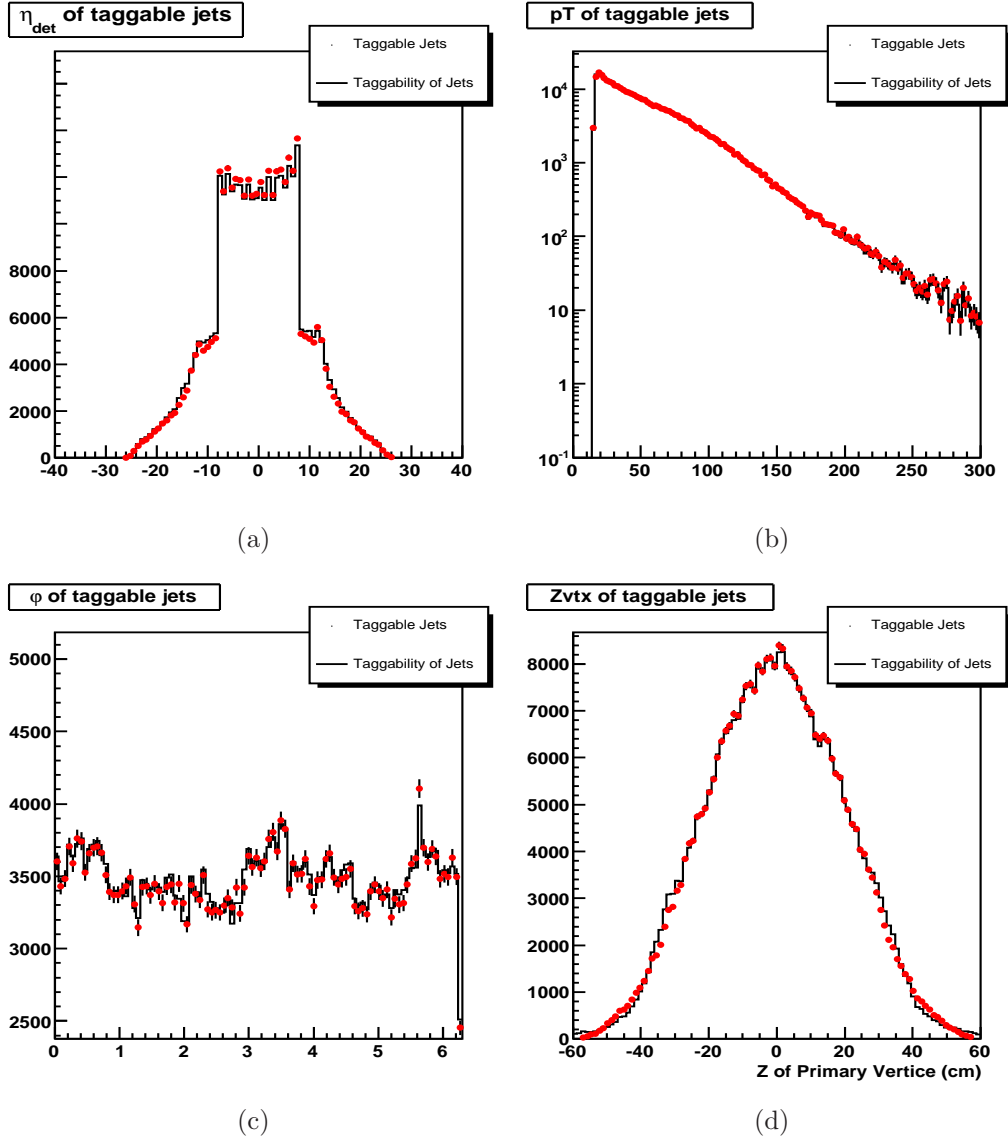 η_det of taggable jets
Taggable Jets
Taggability of Jets
8000
6000
4000
2000
0
-40 -30 -20 -10 0 10 20 30 40
(a)
pT of taggable jets
Taggable Jets
Taggability of Jets
10^4
10^3
10^2
10
1
10^-1
0 50 100 150 200 250 300
(b)
φ of taggable jets
Taggable Jets
Taggability of Jets
5000
4500
4000
3500
3000
2500
0 1 2 3 4 5 6
(c)
Zvtx of taggable jets
Taggable Jets
Taggability of Jets
8000
7000
6000
5000
4000
3000
2000
1000
0
-60 -40 -20 0 20 40 60
Z of Primary Vertice (cm)
(d)